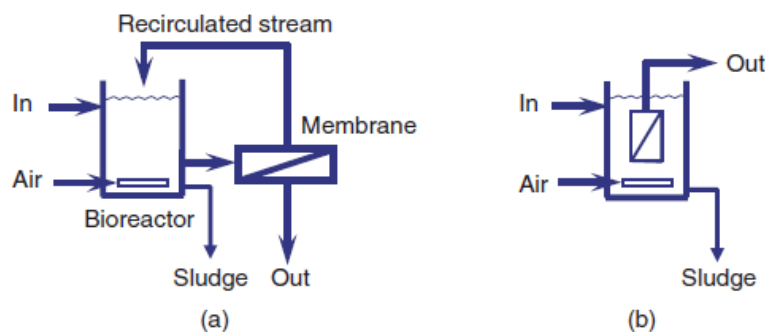 Recirculated stream
In
Membrane
Air
Bioreactor
Sludge Out
(a)
Out
In
Air
Sludge
(b)